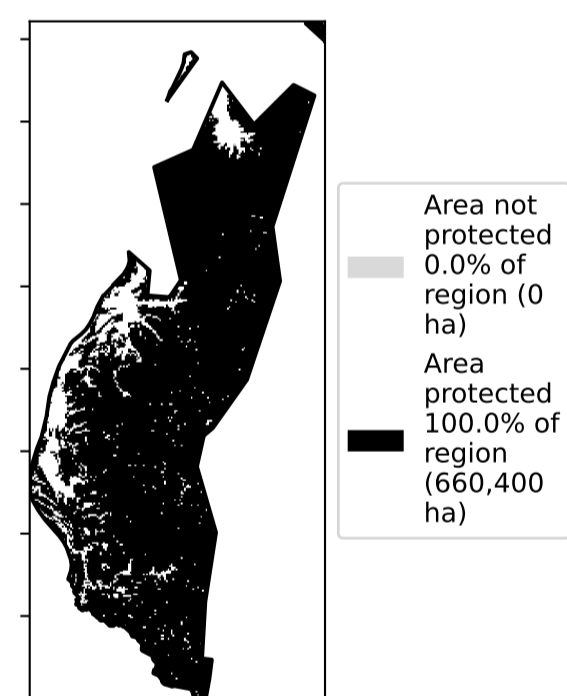 Area not
protected
0.0% of
region (0
ha)
Area
protected
100.0% of
region
(660,400
ha)